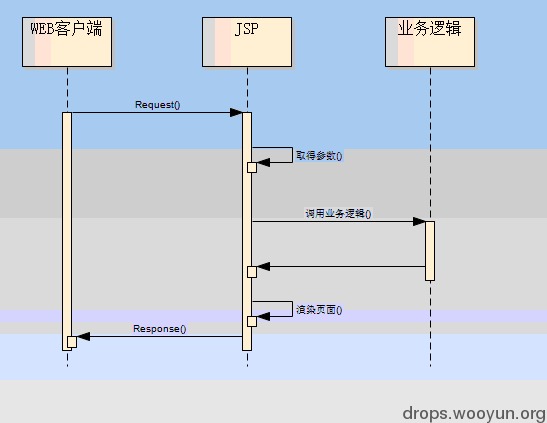 WEB客户端
JSP
业务逻辑
Request()
取得参数()
调用业务逻辑()
渲染页面()
Response()
drops.wooyun.org